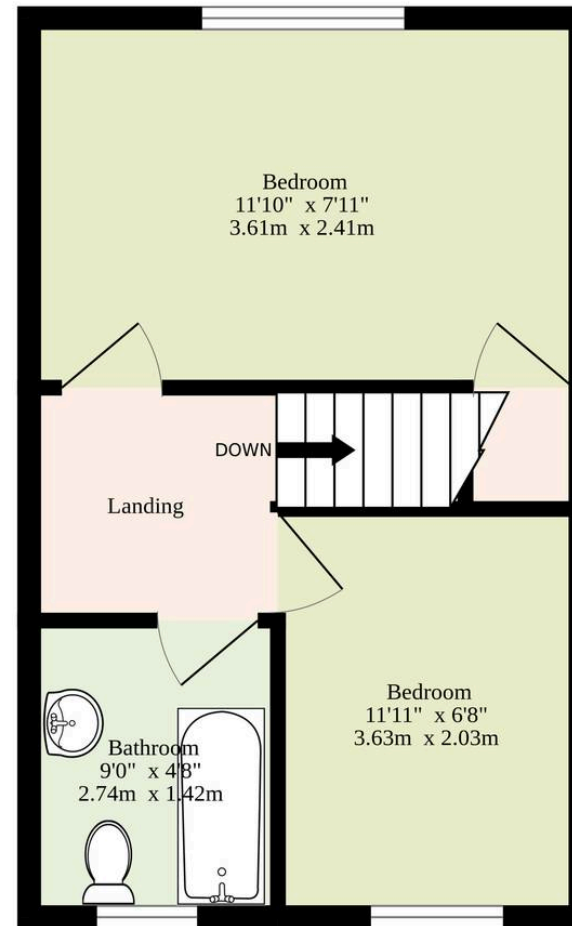 Bedroom
11'10" x 7'11"
3.61m x 2.41m
DOWN
Landing
Bedroom
11'11" x 6'8"
3.63m x 2.03m
Bathroom
9'0" x 4'8"
2.74m x 1.42m